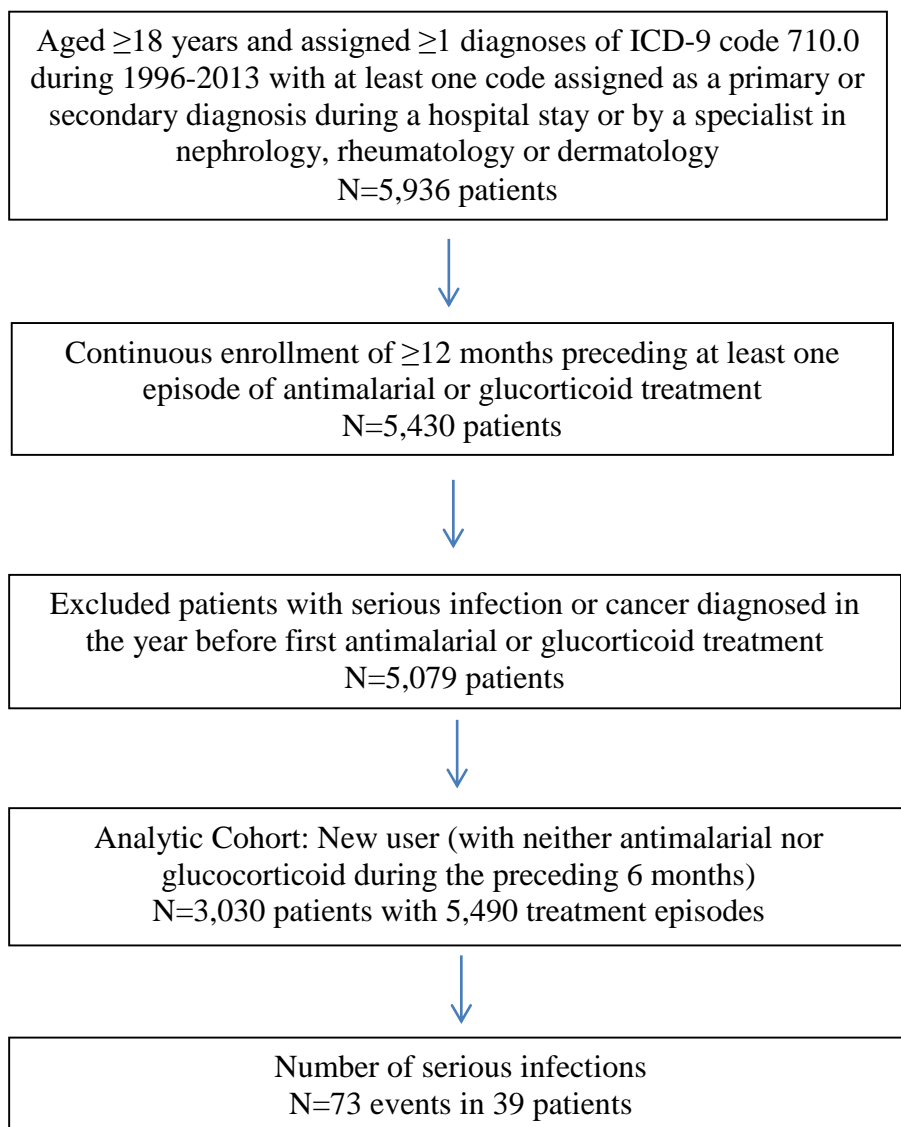 Aged ≥18 years and assigned ≥1 diagnoses of ICD-9 code 710.0
during 1996-2013 with at least one code assigned as a primary or
secondary diagnosis during a hospital stay or by a specialist in
nephrology, rheumatology or dermatology
N=5,936 patients
Continuous enrollment of ≥12 months preceding at least one
episode of antimalarial or glucorticoid treatment
N=5,430 patients
Excluded patients with serious infection or cancer diagnosed in
the year before first antimalarial or glucorticoid treatment
N=5,079 patients
Analytic Cohort: New user (with neither antimalarial nor
glucocorticoid during the preceding 6 months)
N=3,030 patients with 5,490 treatment episodes
Number of serious infections
N=73 events in 39 patients